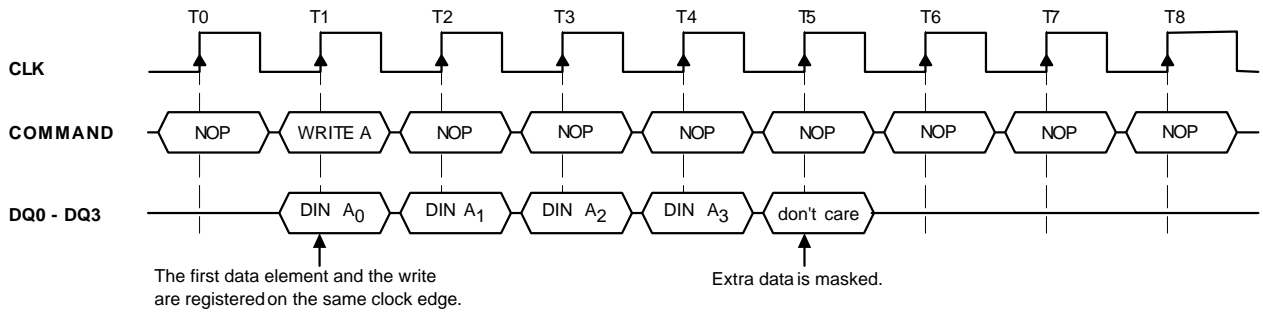 T0 T1 T2 T3 T4 T5 T6 T7 T8
CLK
COMMAND NOP WRITE A NOP NOP NOP NOP NOP NOP NOP
DQ0 - DQ3 DIN A0 DIN A1 DIN A2 DIN A3 don't care
The first data element and the write
are registered on the same clock edge.
Extra data is masked.